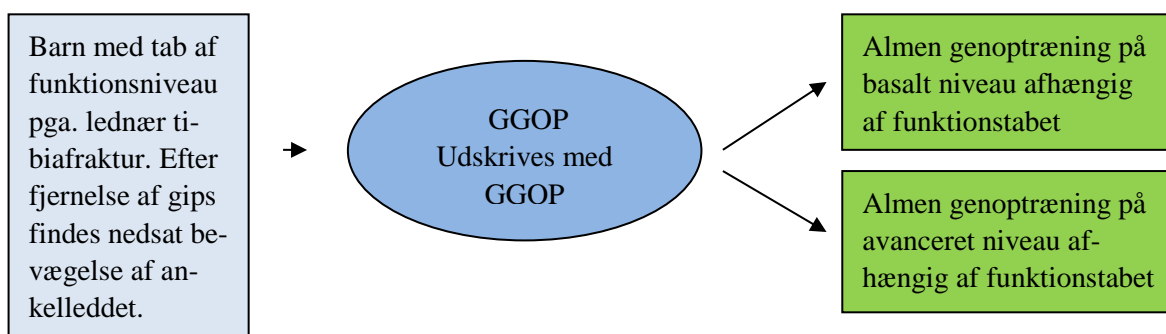 Barn med tab af
funktionsniveau
pga. lednær ti-
biafraktur. Efter
fjernelse af gips
findes nedsat be-
vægelse af an-
kelleddet.
GGOP
Udskrives med
GGOP
Almen genoptræning på
basalt niveau afhængig
af funktionstabet
Almen genoptræning på
avanceret niveau af-
hængig af funktionstabet